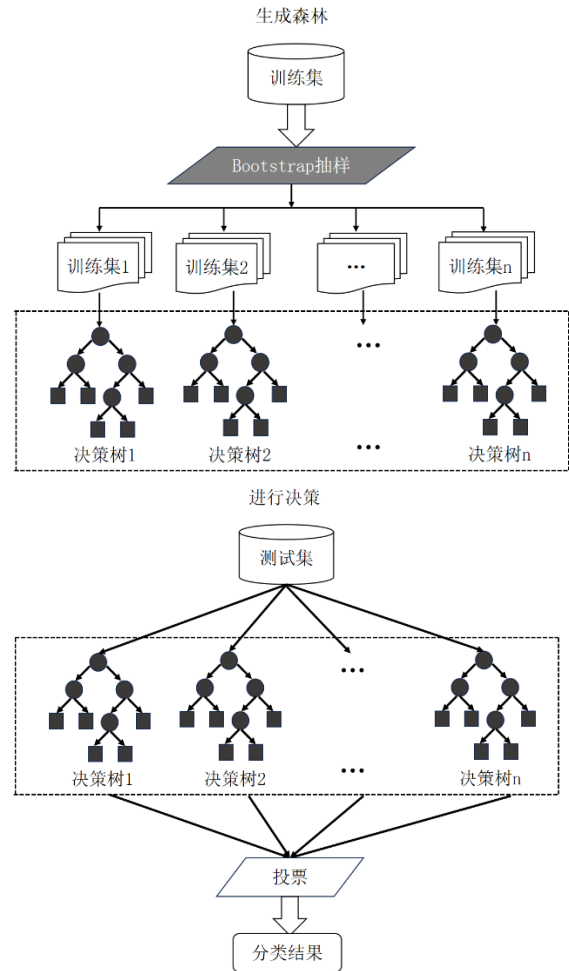 生成森林
训练集
Bootstrap抽样
训练集1
训练集2
...
训练集n
...
决策树1
决策树2
...
决策树n
进行决策
测试集
...
决策树1
决策树2
...
决策树n
投票
分类结果